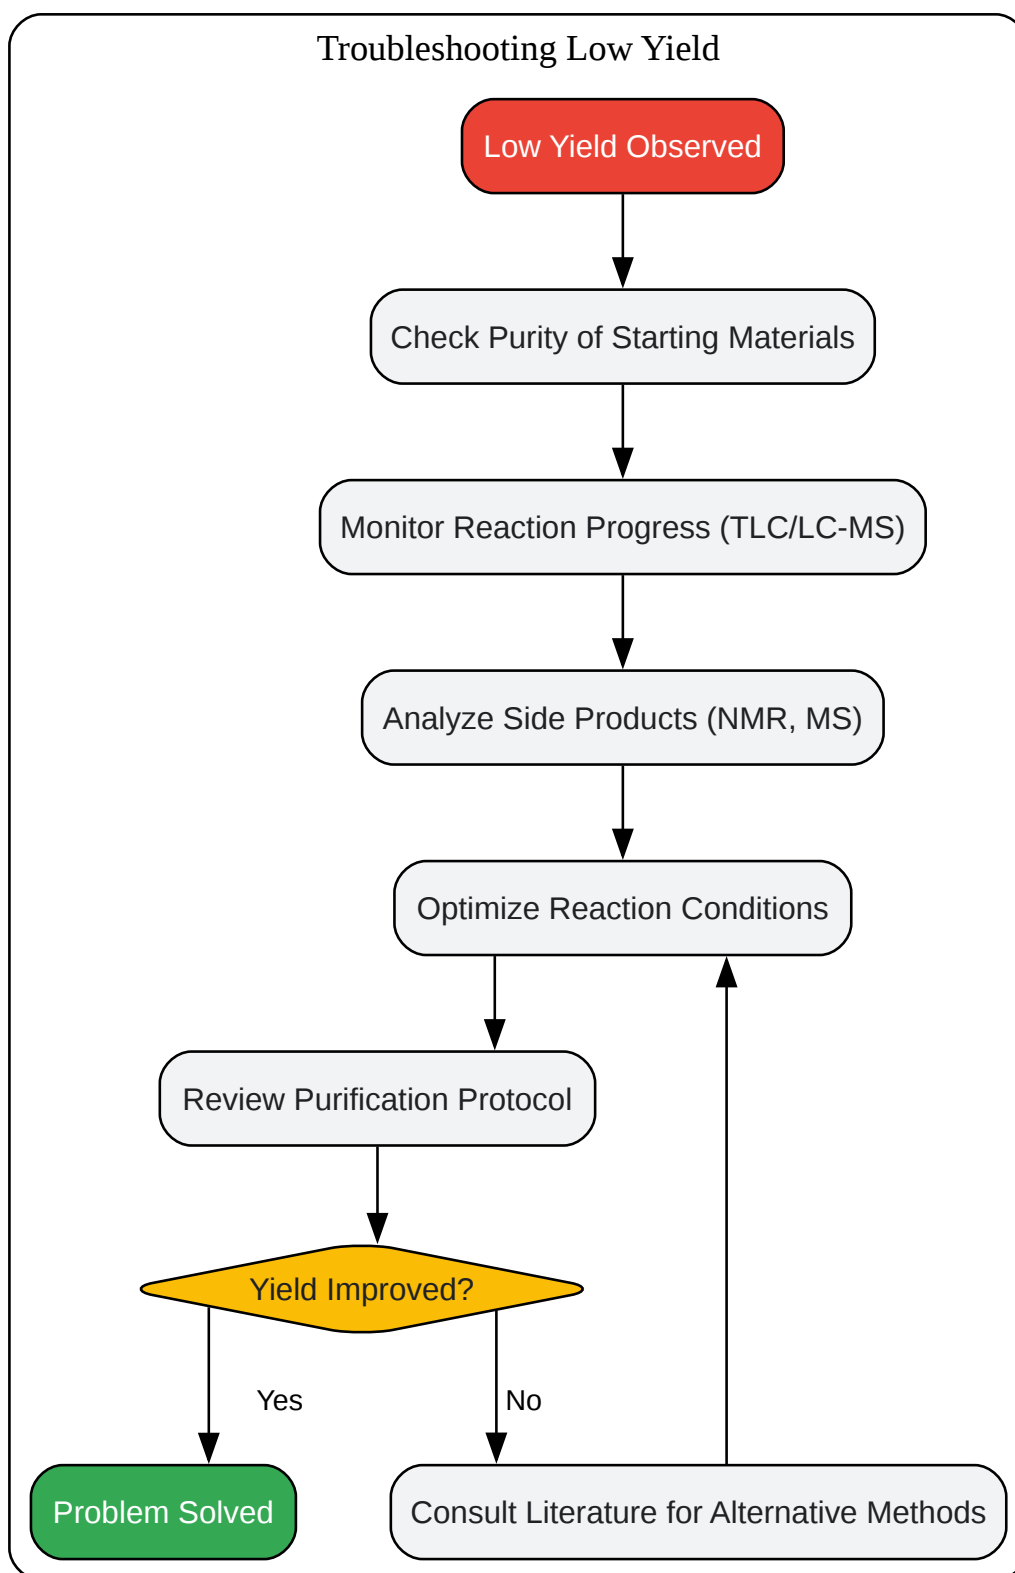 Troubleshooting Low Yield
Low Yield Observed
Check Purity of Starting Materials
Monitor Reaction Progress (TLC/LC-MS)
Analyze Side Products (NMR, MS)
Optimize Reaction Conditions
Review Purification Protocol
Yield Improved?
Yes
No
Problem Solved
Consult Literature for Alternative Methods